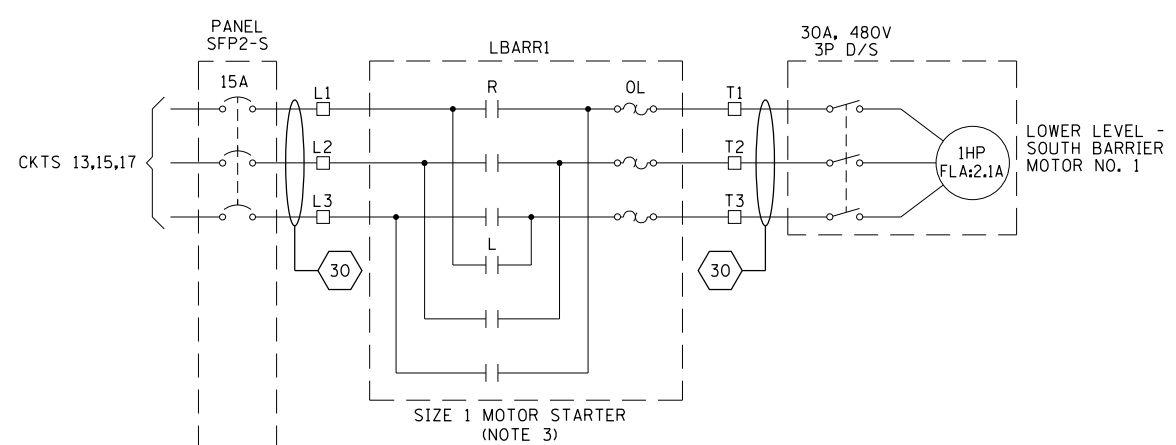 PANEL
SFP2-S
15A
CKTS 13,15,17
L1
L2
L3
30
LBARR1
R
L
OL
SIZE 1 MOTOR STARTER
(NOTE 3)
T1
T2
T3
30
30A, 480V
3P D/S
1HP
FLA:2.1A
LOWER LEVEL -
SOUTH BARRIER
MOTOR NO. 1